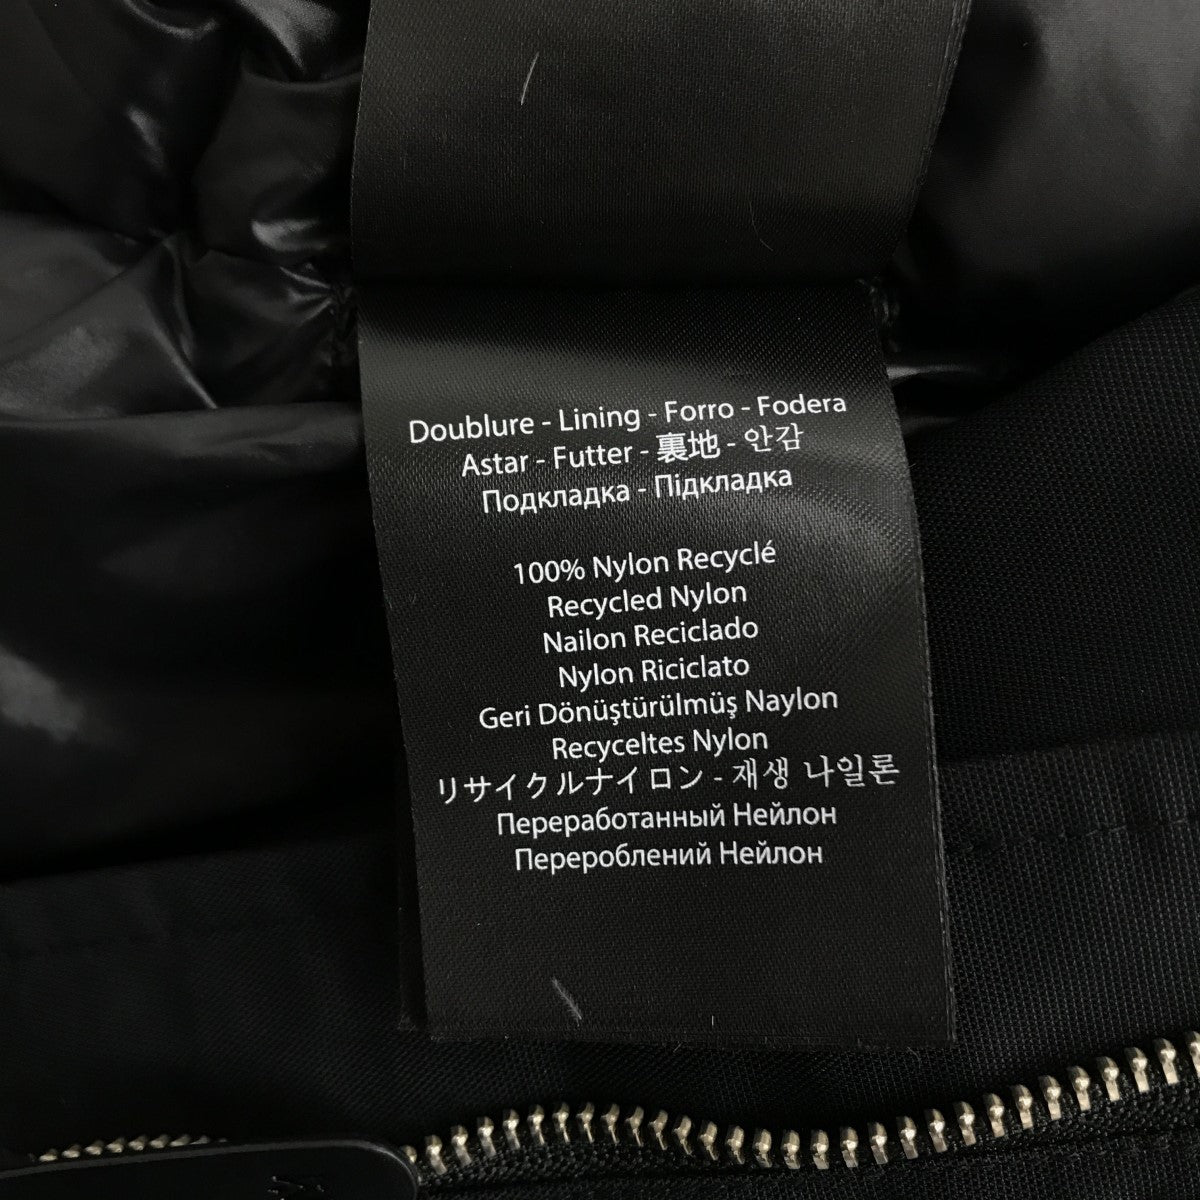 Doublure - Lining - Forro - Fodera
Astar - Futter - 裏地 - 안감
Подкладка - Підкладка
100% Nylon Recyclé
Recycled Nylon
Nailon Reciclado
Nylon Riciclato
Geri Dönüştürülmüş Naylon
Recyceltes Nylon
リサイクルナイロン - 재생 나일론
Переработанный Нейлон
Перероблений Нейлон